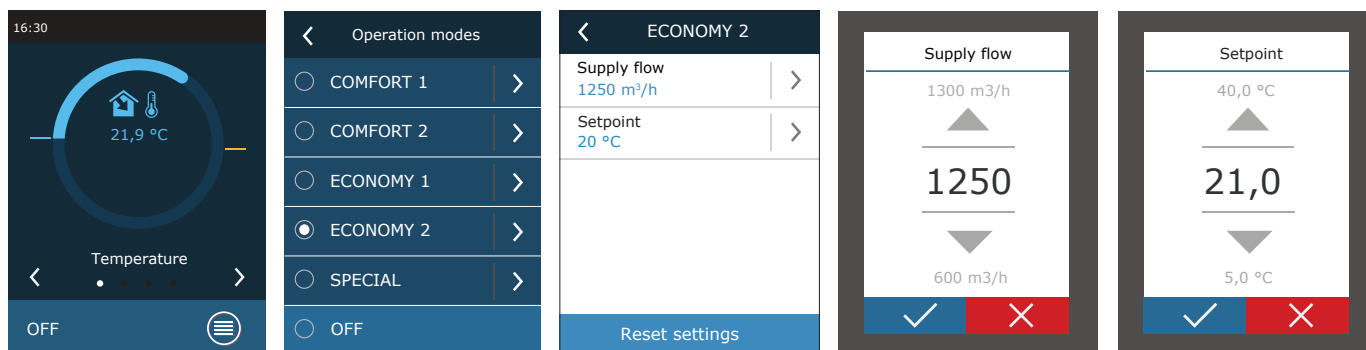 16:30
21,9 °C
Temperature
OFF
Operation modes
COMFORT 1
COMFORT 2
ECONOMY 1
ECONOMY 2
SPECIAL
OFF
ECONOMY 2
Supply flow
1250 m³/h
Setpoint
20 °C
Reset settings
Supply flow
1300 m3/h
1250
600 m3/h
Setpoint
40,0 °C
21,0
5,0 °C